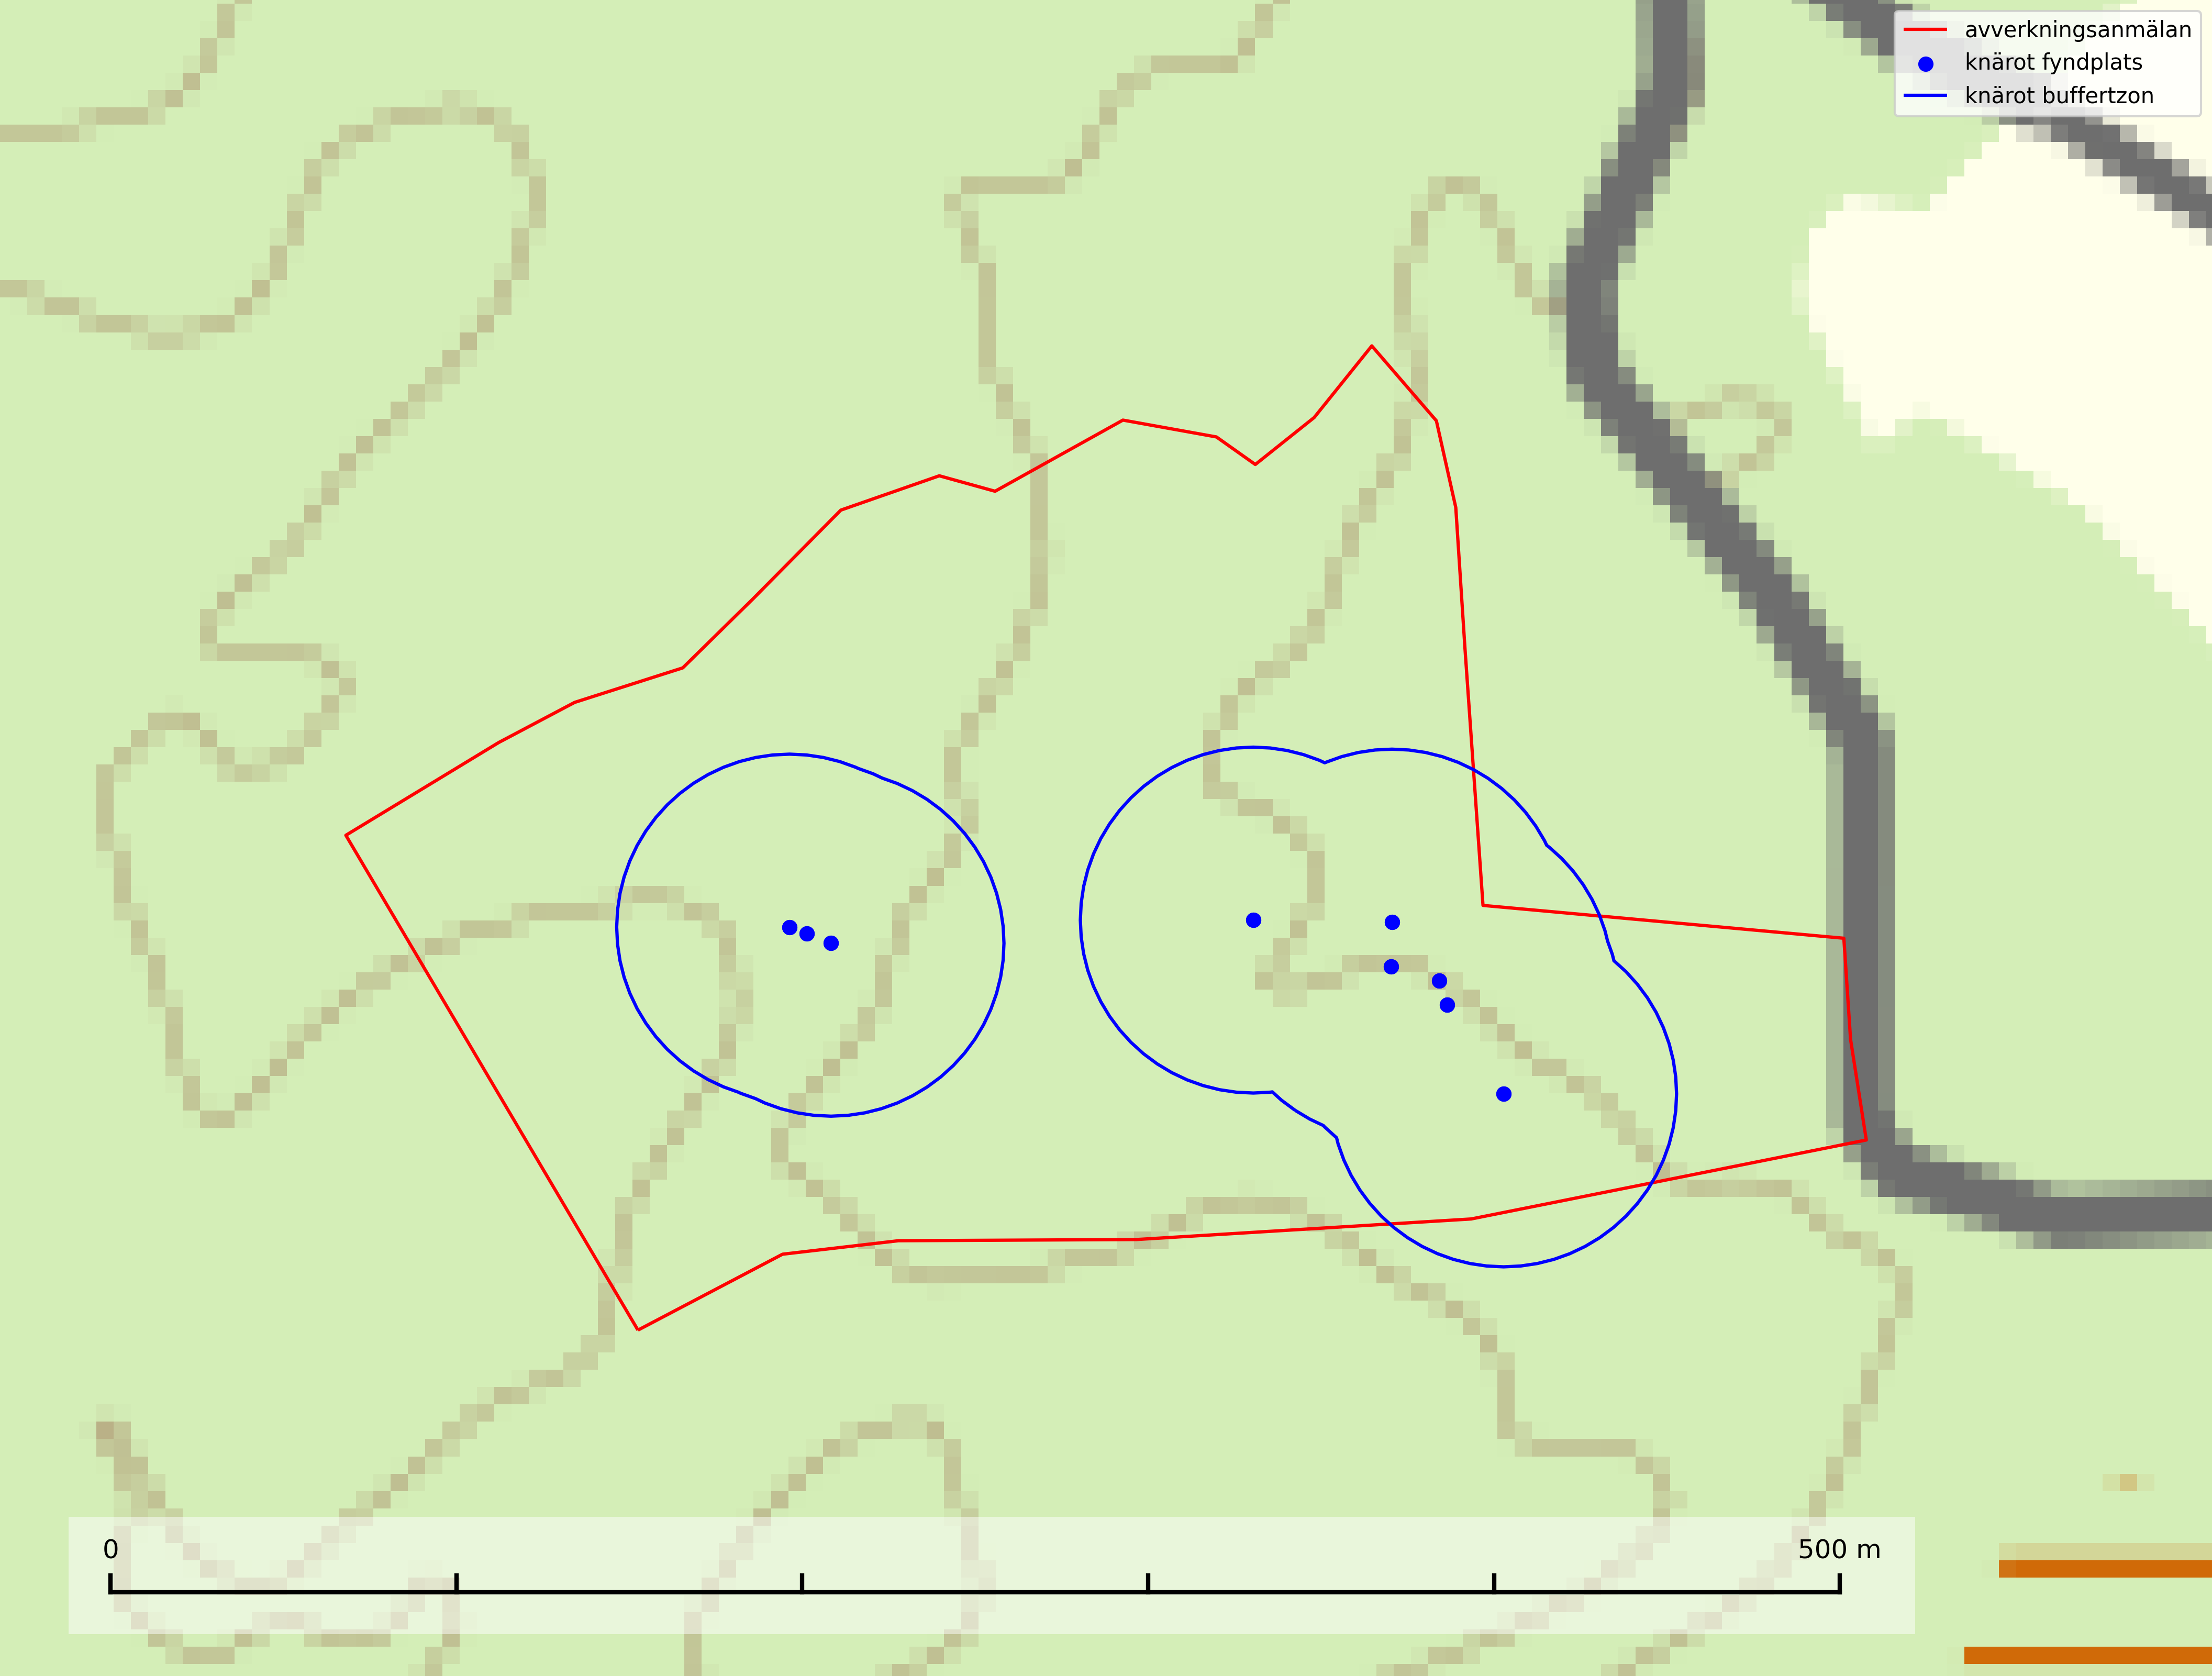 avverkningsanmälan
knärot fyndplats
knärot buffertzon
0
500 m